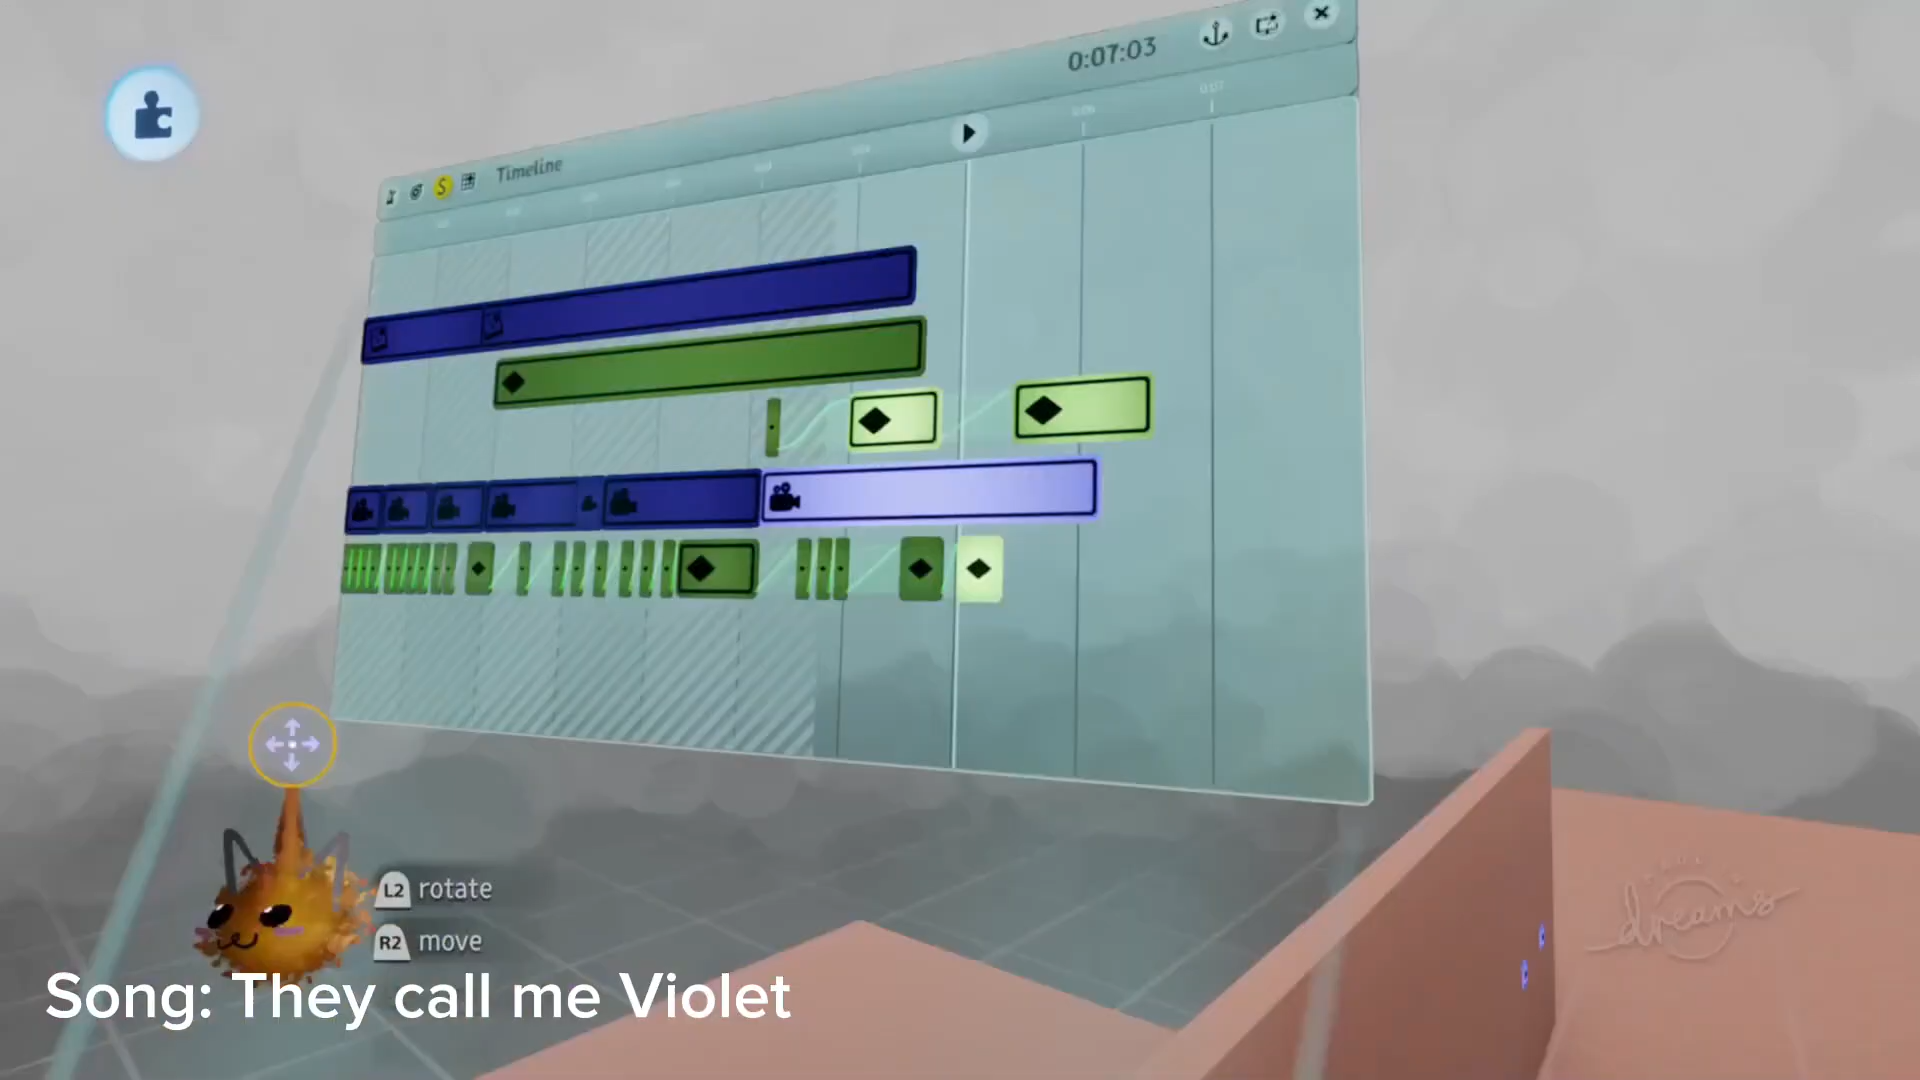 0:07:03
S
Timeline
L2 rotate
R2 move
dreams
Song: They call me Violet